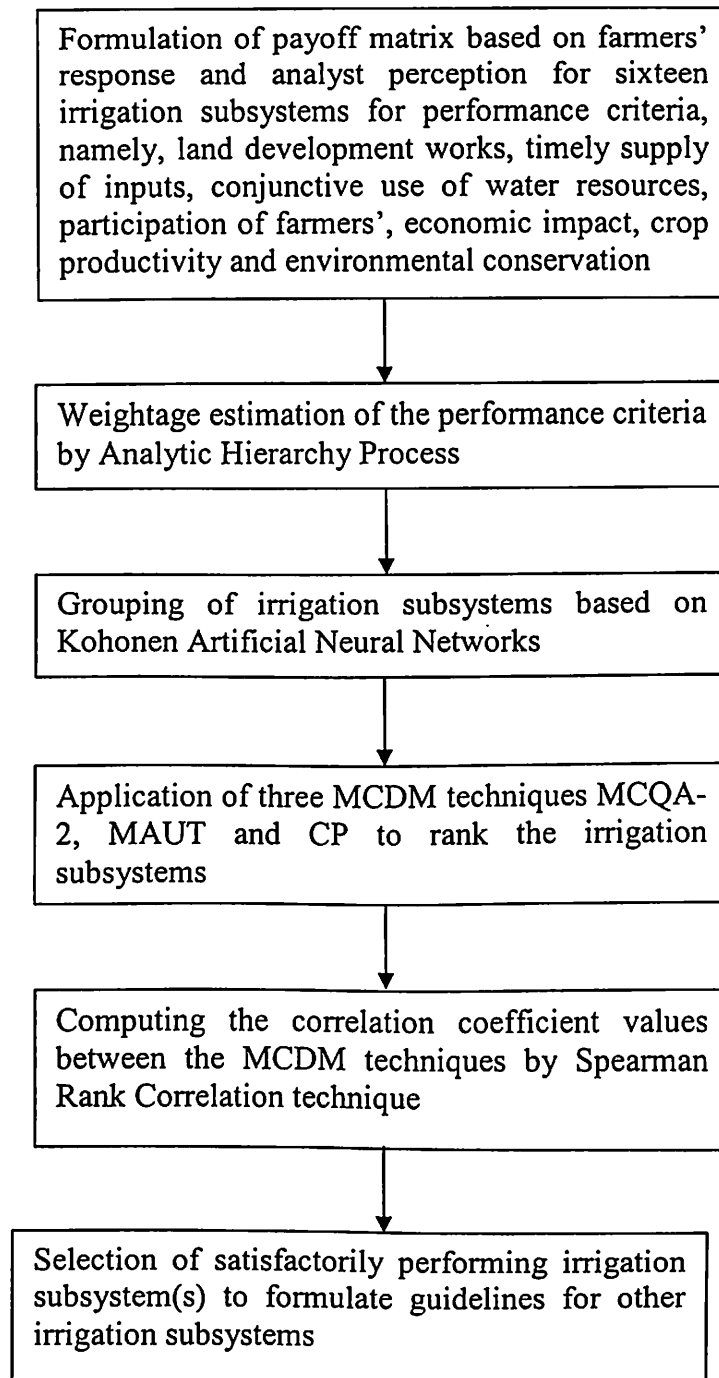 Formulation of payoff matrix based on farmers'
response and analyst perception for sixteen
irrigation subsystems for performance criteria,
namely, land development works, timely supply
of inputs, conjunctive use of water resources,
participation of farmers', economic impact, crop
productivity and environmental conservation
Weightage estimation of the performance criteria
by Analytic Hierarchy Process
Grouping of irrigation subsystems based on
Kohonen Artificial Neural Networks
Application of three MCDM techniques MCQA-
2, MAUT and CP to rank the irrigation
subsystems
Computing the correlation coefficient values
between the MCDM techniques by Spearman
Rank Correlation technique
Selection of satisfactorily performing irrigation
subsystem(s) to formulate guidelines for other
irrigation subsystems